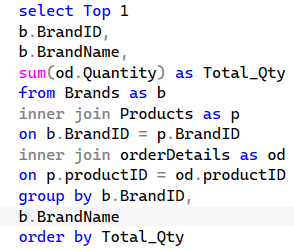 select Top 1
b.BrandID,
b.BrandName,
sum(od.Quantity) as Total_Qty
from Brands as b
inner join Products as p
on b.BrandID = p.BrandID
inner join orderDetails as od
on p.productID = od.productID
group by b.BrandID,
b.BrandName
order by Total_Qty